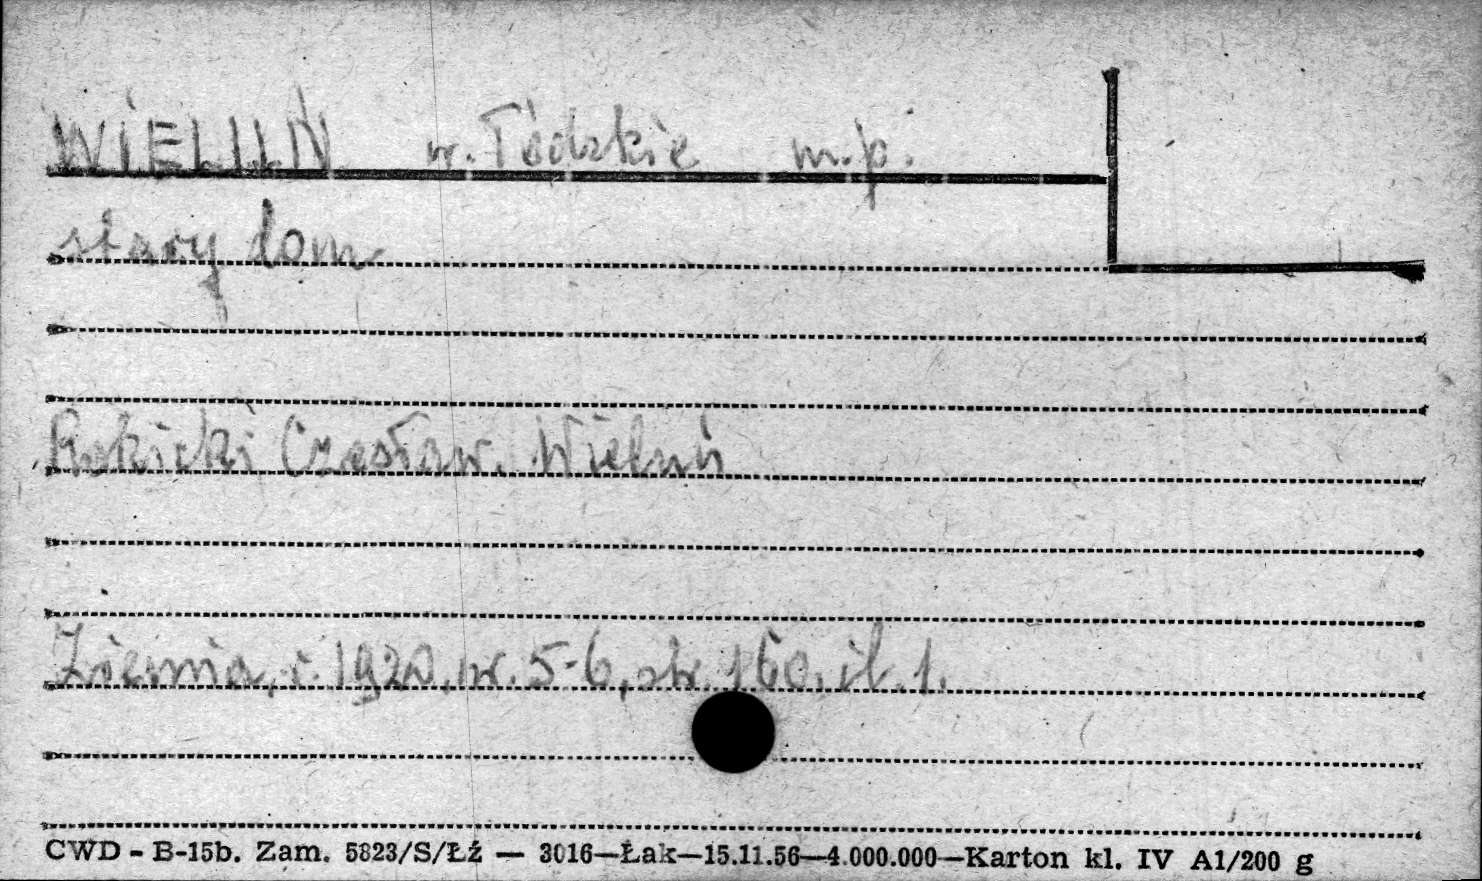 WIELUŃ w. Łódzkie m.p.
stary dom
Rokicki Czesław. Wieluń
Ziemia, r. 1920, nr. 5-6, str. 160, il. 1.
CWD - B-15b. Zam. 5823/S/Łź — 3016—Łak—15.11.56—4.000.000—Karton kl. IV A1/200 g